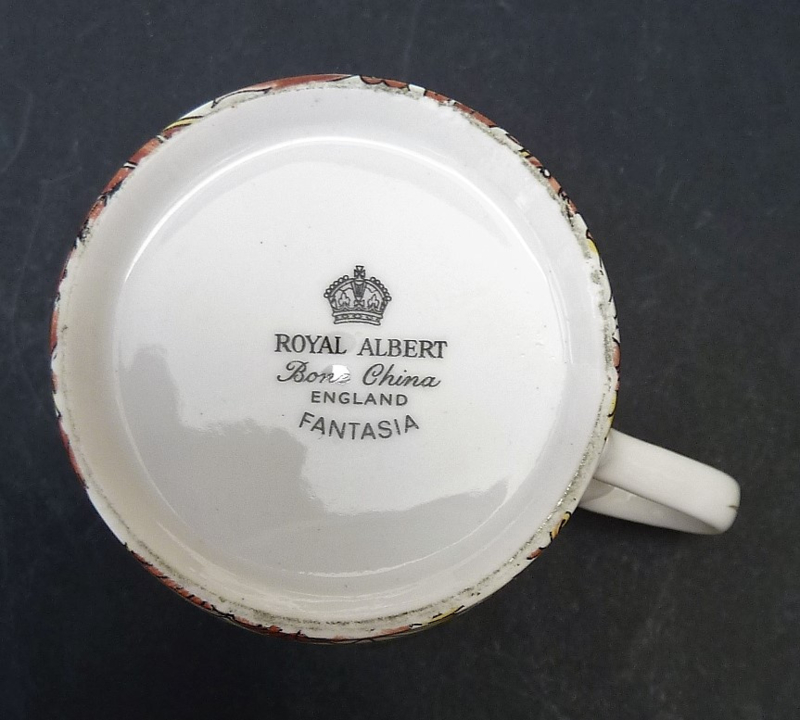 ROYAL ALBERT
Bone China
ENGLAND
FANTASIA